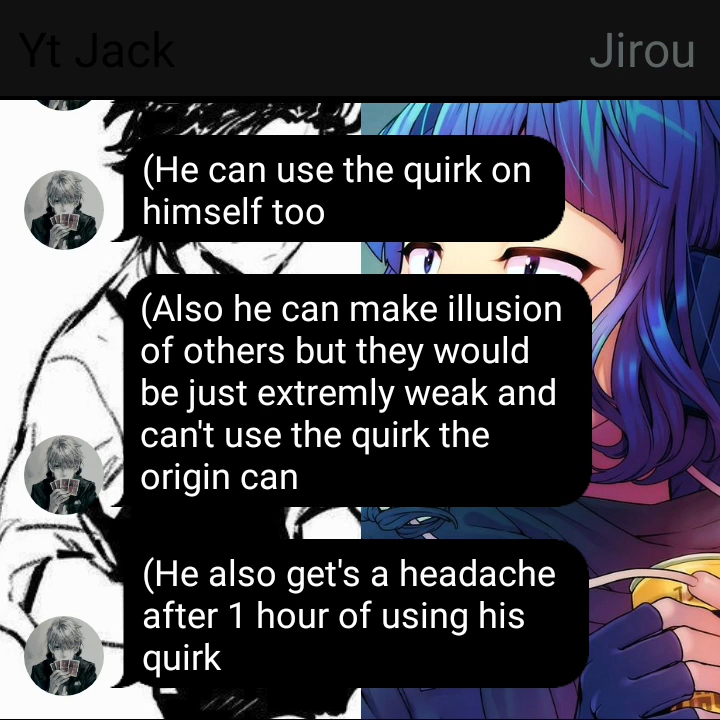 Yt Jack
Jirou
(He can use the quirk on
himself too
(Also he can make illusion
of others but they would
be just extremly weak and
can't use the quirk the
origin can
(He also get's a headache
after 1 hour of using his
quirk